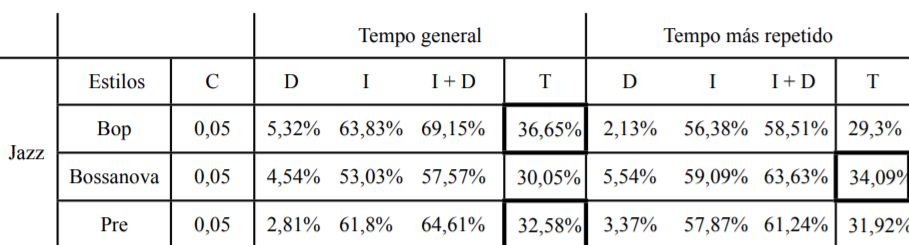 Tempo general Tempo más repetido
Estilos C D I I + D T D I I + D T
Bop 0,05 5,32% 63,83% 69,15% 36,65% 2,13% 56,38% 58,51% 29,3%
Jazz
Bossanova 0,05 4,54% 53,03% 57,57% 30,05% 5,54% 59,09% 63,63% 34,09%
Pre 0,05 2,81% 61,8% 64,61% 32,58% 3,37% 57,87% 61,24% 31,92%